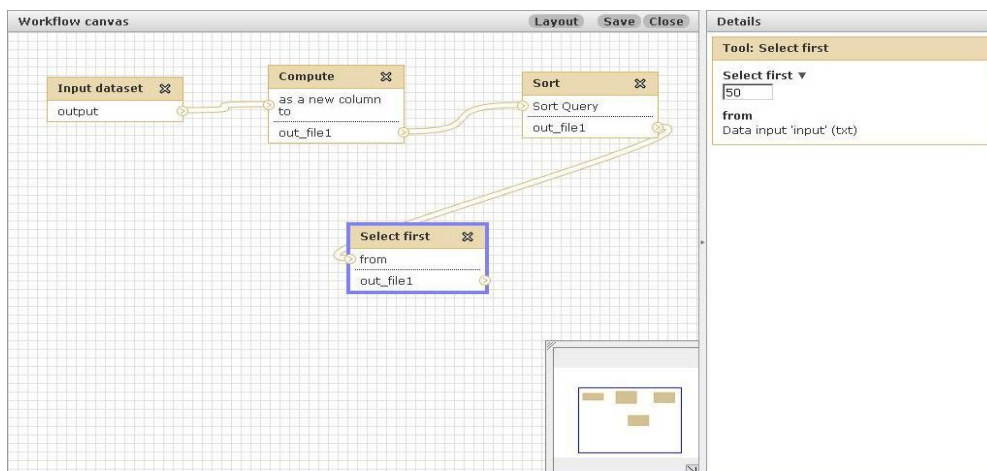 Workflow canvas
Layout Save Close
Details
Input dataset
output
Compute
as a new column
to
out_file1
Sort
Sort Query
out_file1
Select first
from
out_file1
Tool: Select first
Select first
50
from
Data input 'input' (txt)